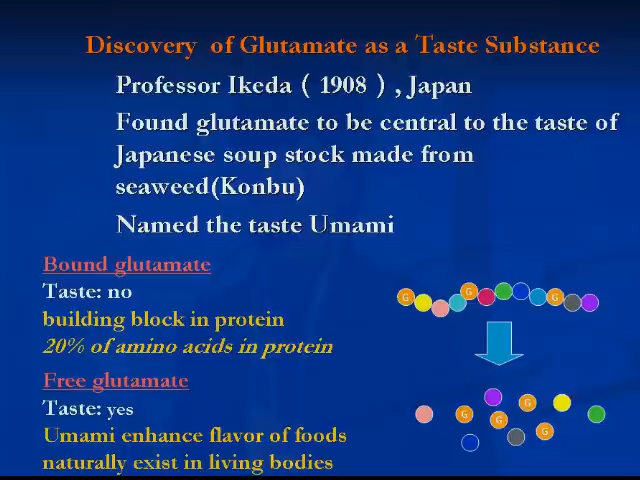 Discovery of Glutamate as a Taste Substance
Professor Ikeda ( 1908 ) , Japan
Found glutamate to be central to the taste of
Japanese soup stock made from
seaweed(Konbu)
Named the taste Umami
Bound glutamate
Taste: no
building block in protein
20% of amino acids in protein
G G G
Free glutamate
Taste: yes
Umami enhance flavor of foods
naturally exist in living bodies
G G G G